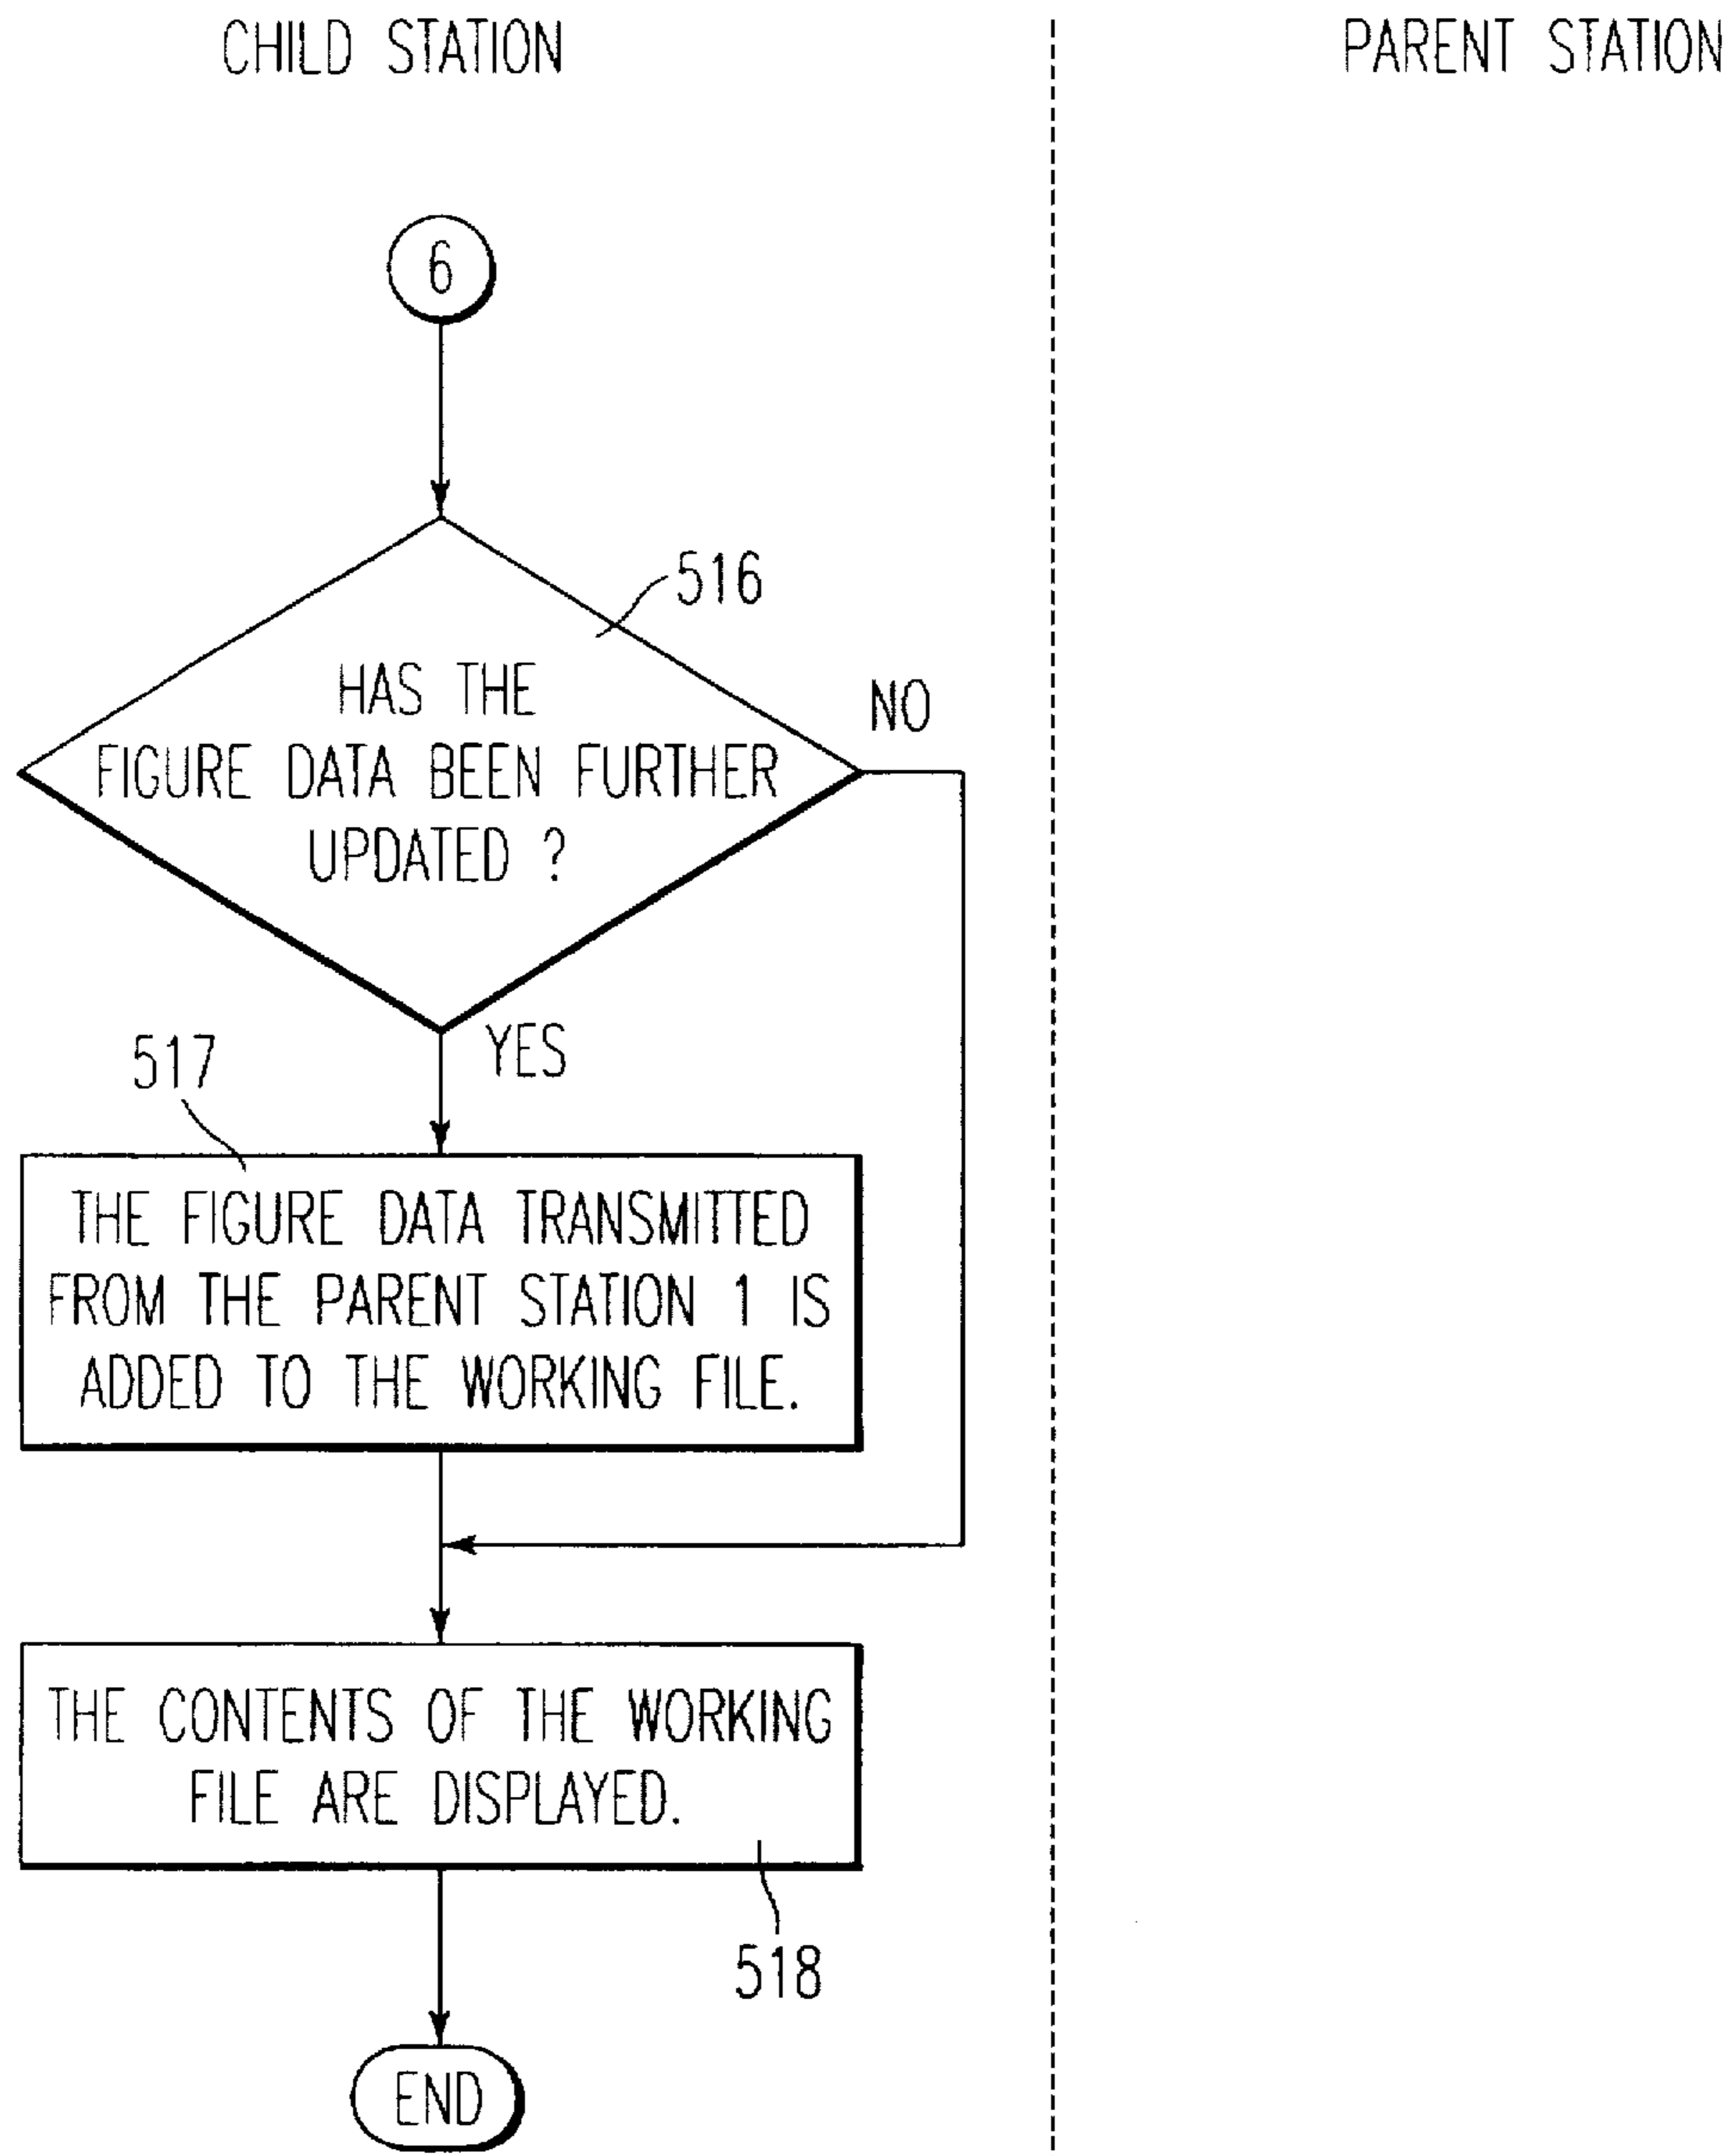 CHILD STATION
PARENT STATION
6
516
HAS THE
FIGURE DATA BEEN FURTHER
UPDATED ?
NO
YES
517
THE FIGURE DATA TRANSMITTED
FROM THE PARENT STATION 1 IS
ADDED TO THE WORKING FILE.
THE CONTENTS OF THE WORKING
FILE ARE DISPLAYED.
518
END